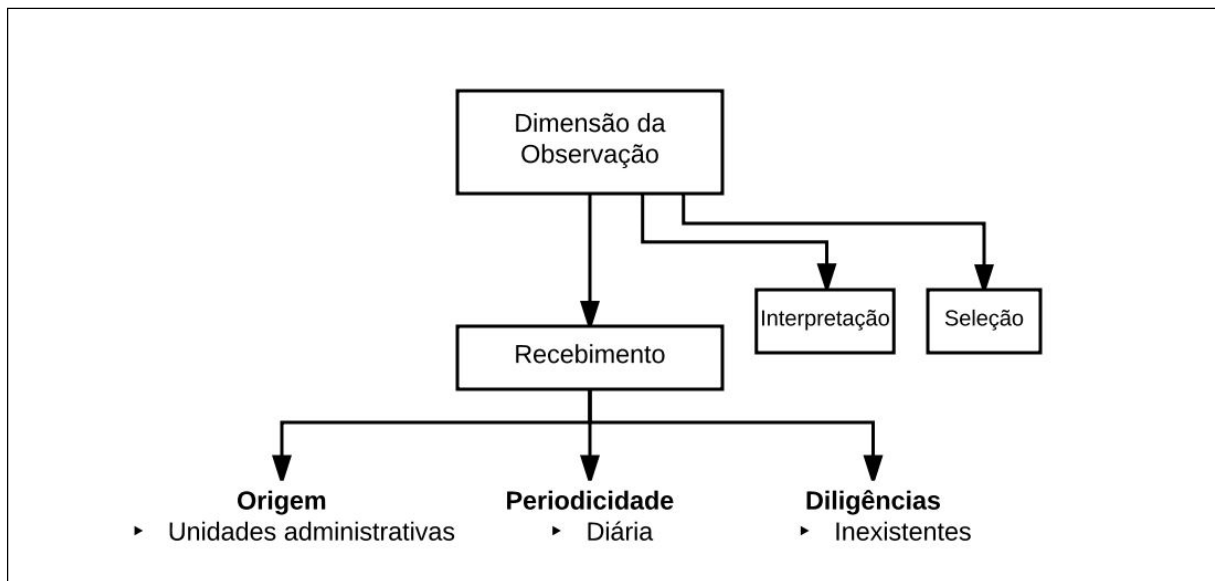 Dimensão da
Observação
Interpretação
Seleção
Recebimento
Origem
‣ Unidades administrativas
Periodicidade
‣ Diária
Diligências
‣ Inexistentes